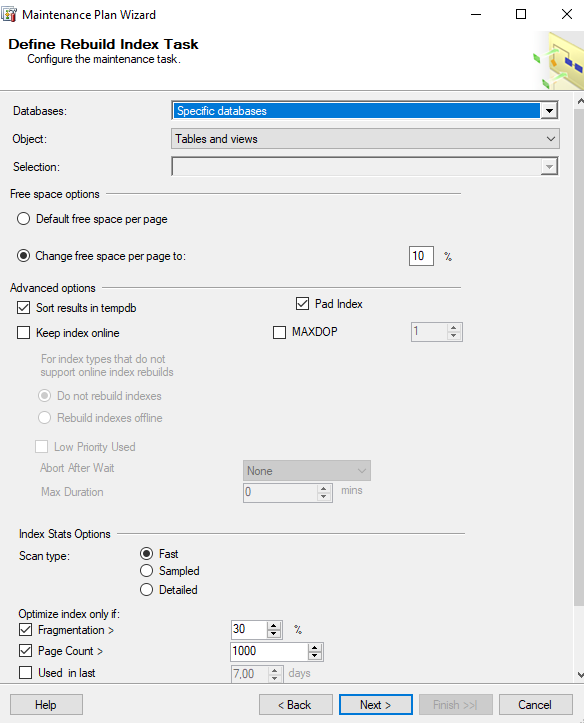 Maintenance Plan Wizard
Define Rebuild Index Task
Configure the maintenance task.
Databases: Specific databases
Object: Tables and views
Selection:
Free space options
Default free space per page
Change free space per page to: 10 %
Advanced options
Sort results in tempdb Pad Index
Keep index online MAXDOP 1
For index types that do not
support online index rebuilds
Do not rebuild indexes
Rebuild indexes offline
Low Priority Used
Abort After Wait None
Max Duration 0 mins
Index Stats Options
Scan type: Fast
Sampled
Detailed
Optimize index only if:
Fragmentation > 30 %
Page Count > 1000
Used in last 7,00 days
Help < Back Next > Finish >>| Cancel